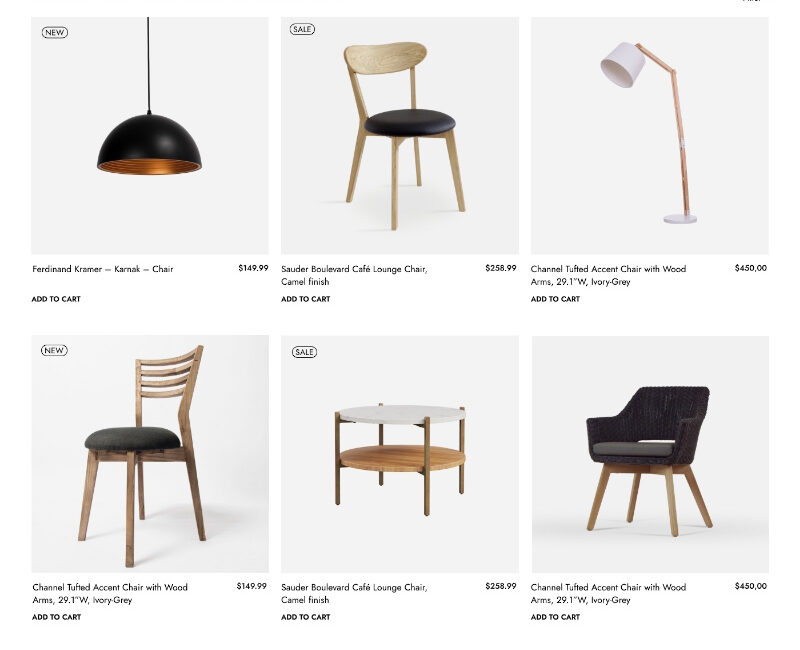 NEW
SALE
Ferdinand Kramer – Karnak – Chair
$149.99
Sauder Boulevard Café Lounge Chair,
$258.99
Camel finish
Channel Tufted Accent Chair with Wood
$450,00
Arms, 29.1"W, Ivory-Grey
ADD TO CART
ADD TO CART
ADD TO CART
NEW
SALE
Channel Tufted Accent Chair with Wood
$149.99
Arms, 29.1"W, Ivory-Grey
Sauder Boulevard Café Lounge Chair,
$258.99
Camel finish
Channel Tufted Accent Chair with Wood
$450,00
Arms, 29.1"W, Ivory-Grey
ADD TO CART
ADD TO CART
ADD TO CART